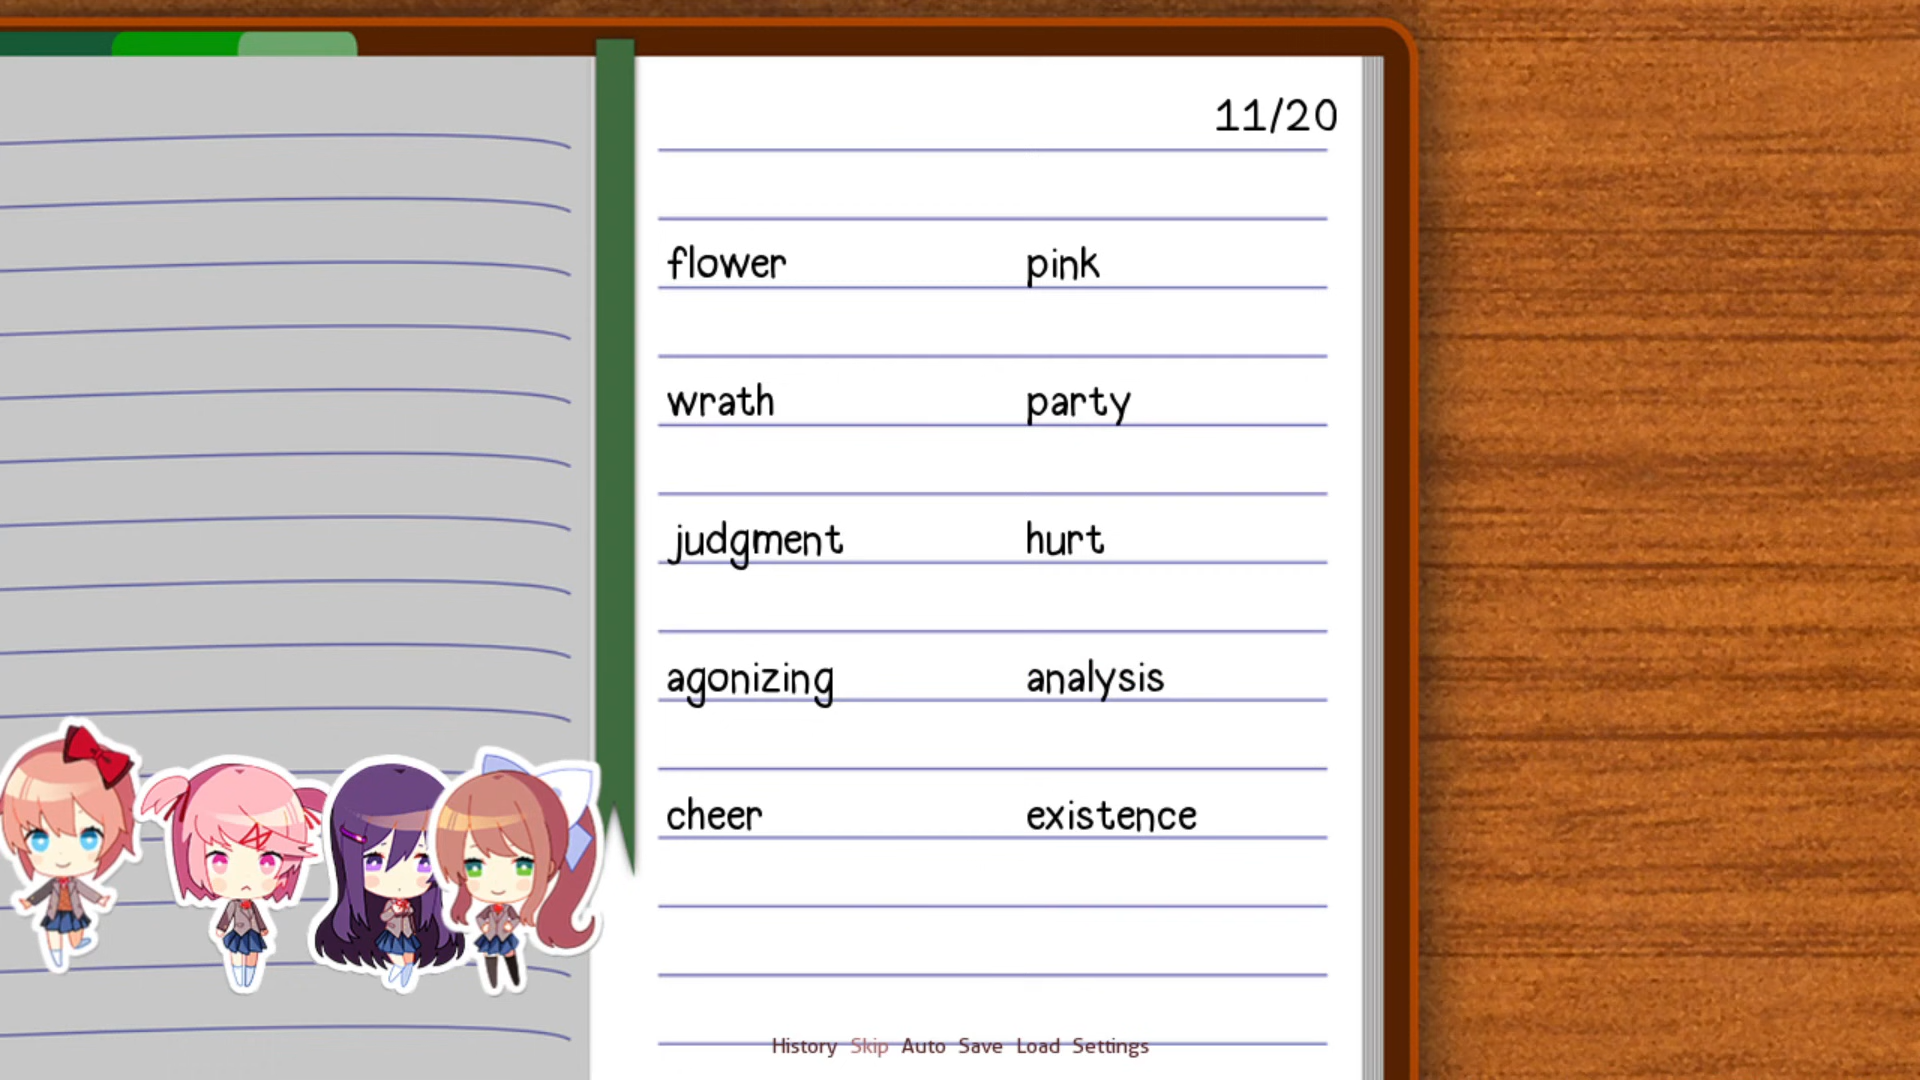 11/20
flower pink
wrath party
judgment hurt
agonizing analysis
cheer existence
History Skip Auto Save Load Settings